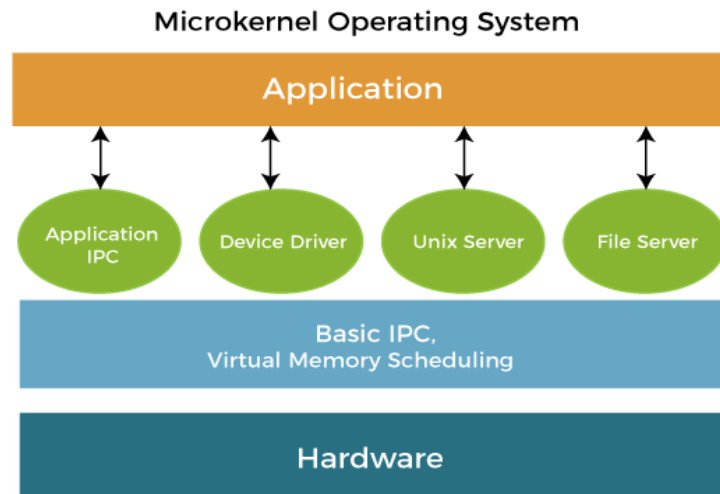 Microkernel Operating System
Application
Application
IPC
Device Driver
Unix Server
File Server
Basic IPC,
Virtual Memory Scheduling
Hardware